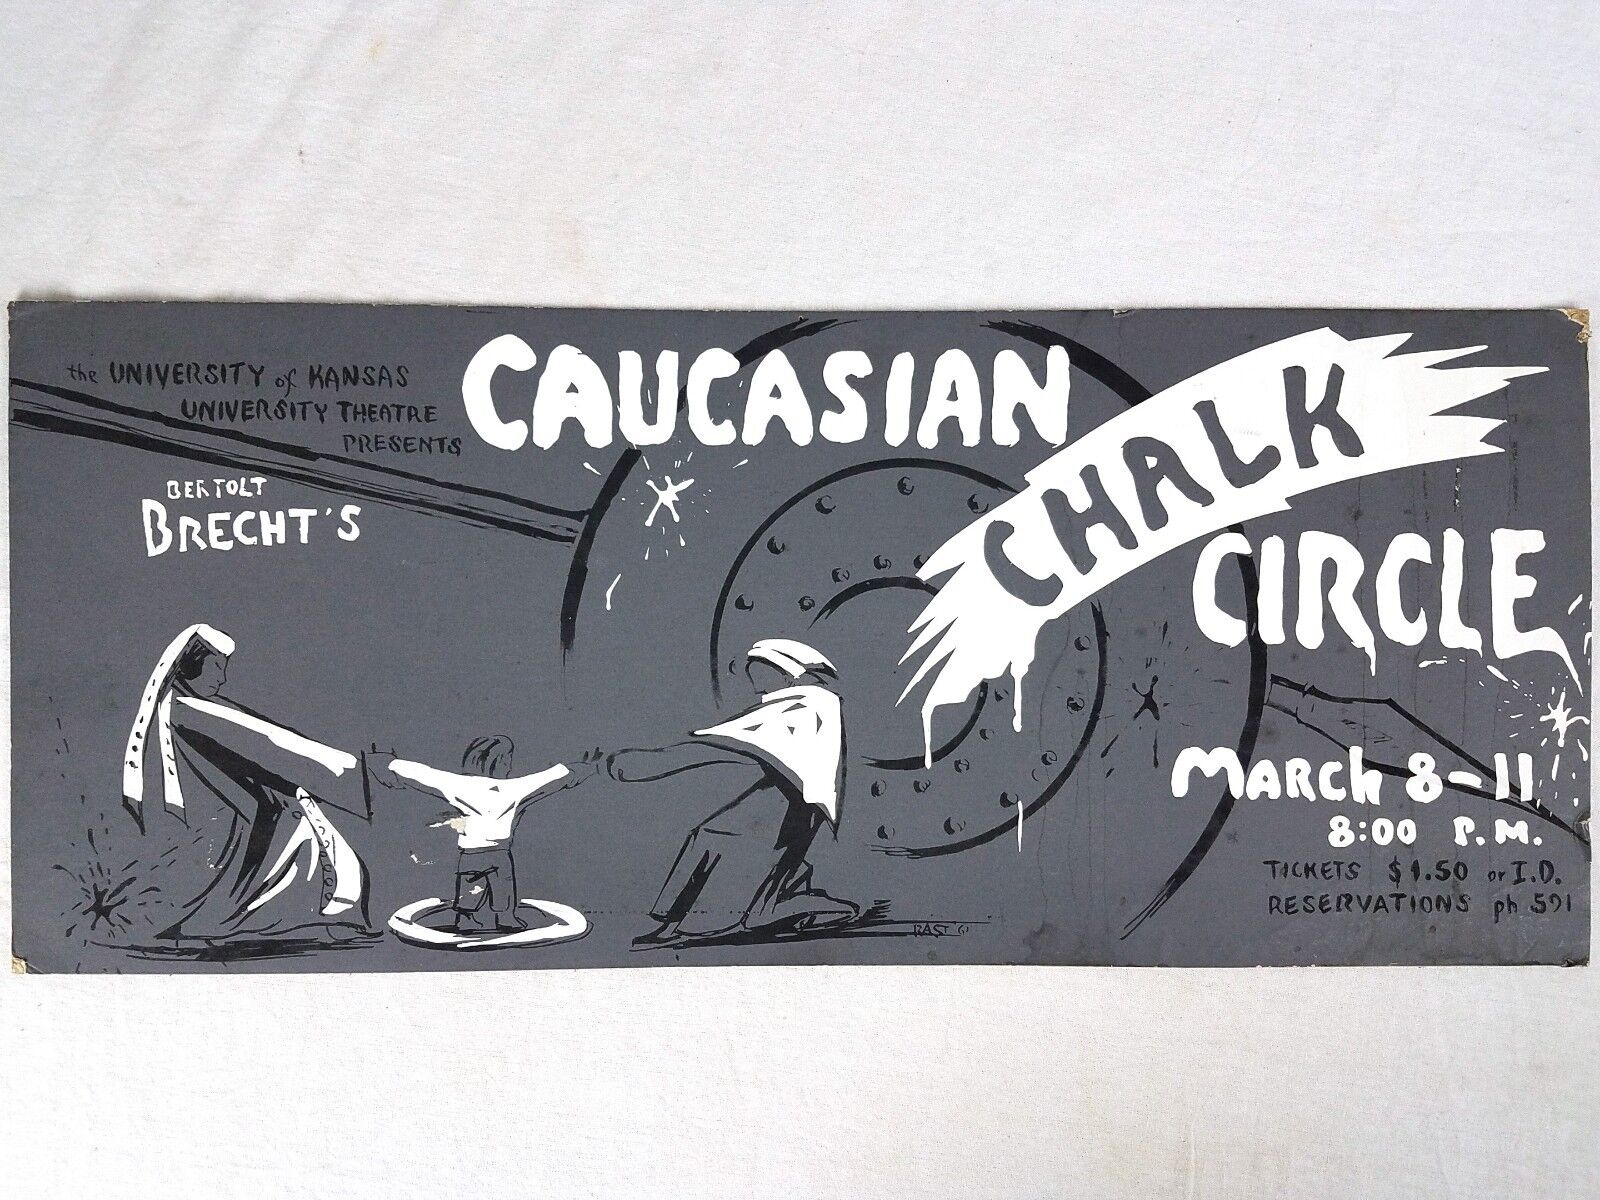 the UNIVERSITY of KANSAS
UNIVERSITY THEATRE
PRESENTS
BERTOLT
BRECHT'S
CAUCASIAN
CHALK
CIRCLE
MARCH 8-11
8:00 P.M.
TICKETS $1.50 or I.D.
RESERVATIONS ph 591